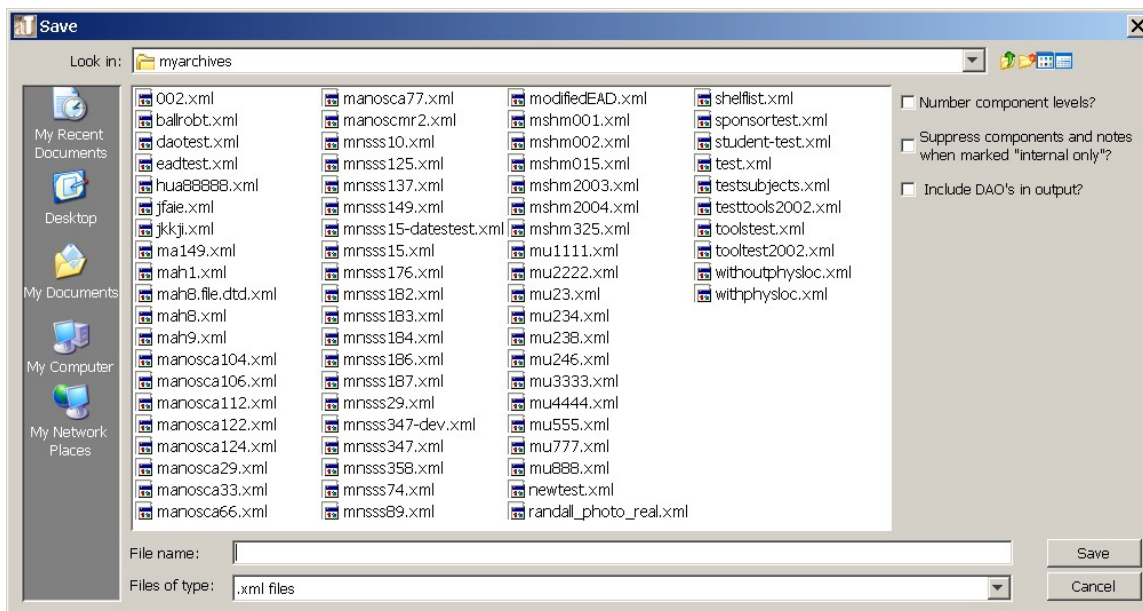 aT Save
Look in: myarchives
My Recent
Documents
Desktop
My Documents
My Computer
My Network
Places
002.xml
ballrobt.xml
daotest.xml
eadtest.xml
hua88888.xml
jfaie.xml
jkkji.xml
ma149.xml
mah1.xml
mah8.file.dtd.xml
mah8.xml
mah9.xml
manosca104.xml
manosca106.xml
manosca112.xml
manosca122.xml
manosca124.xml
manosca29.xml
manosca33.xml
manosca66.xml
manosca77.xml
manoscmr2.xml
mnsss10.xml
mnsss125.xml
mnsss137.xml
mnsss149.xml
mnsss15-datestest.xml
mnsss15.xml
mnsss176.xml
mnsss182.xml
mnsss183.xml
mnsss184.xml
mnsss186.xml
mnsss187.xml
mnsss29.xml
mnsss347-dev.xml
mnsss347.xml
mnsss358.xml
mnsss74.xml
mnsss89.xml
modifiedEAD.xml
mshm001.xml
mshm002.xml
mshm015.xml
mshm2003.xml
mshm2004.xml
mshm325.xml
mu1111.xml
mu2222.xml
mu23.xml
mu234.xml
mu238.xml
mu246.xml
mu3333.xml
mu4444.xml
mu555.xml
mu777.xml
mu888.xml
newtest.xml
randall_photo_real.xml
shelflist.xml
sponsortest.xml
student-test.xml
test.xml
testsubjects.xml
testtools2002.xml
toolstest.xml
tooltest2002.xml
withoutphysloc.xml
withphysloc.xml
Number component levels?
Suppress components and notes
when marked "internal only"?
Include DAO's in output?
File name:
Save
Files of type: .xml files
Cancel